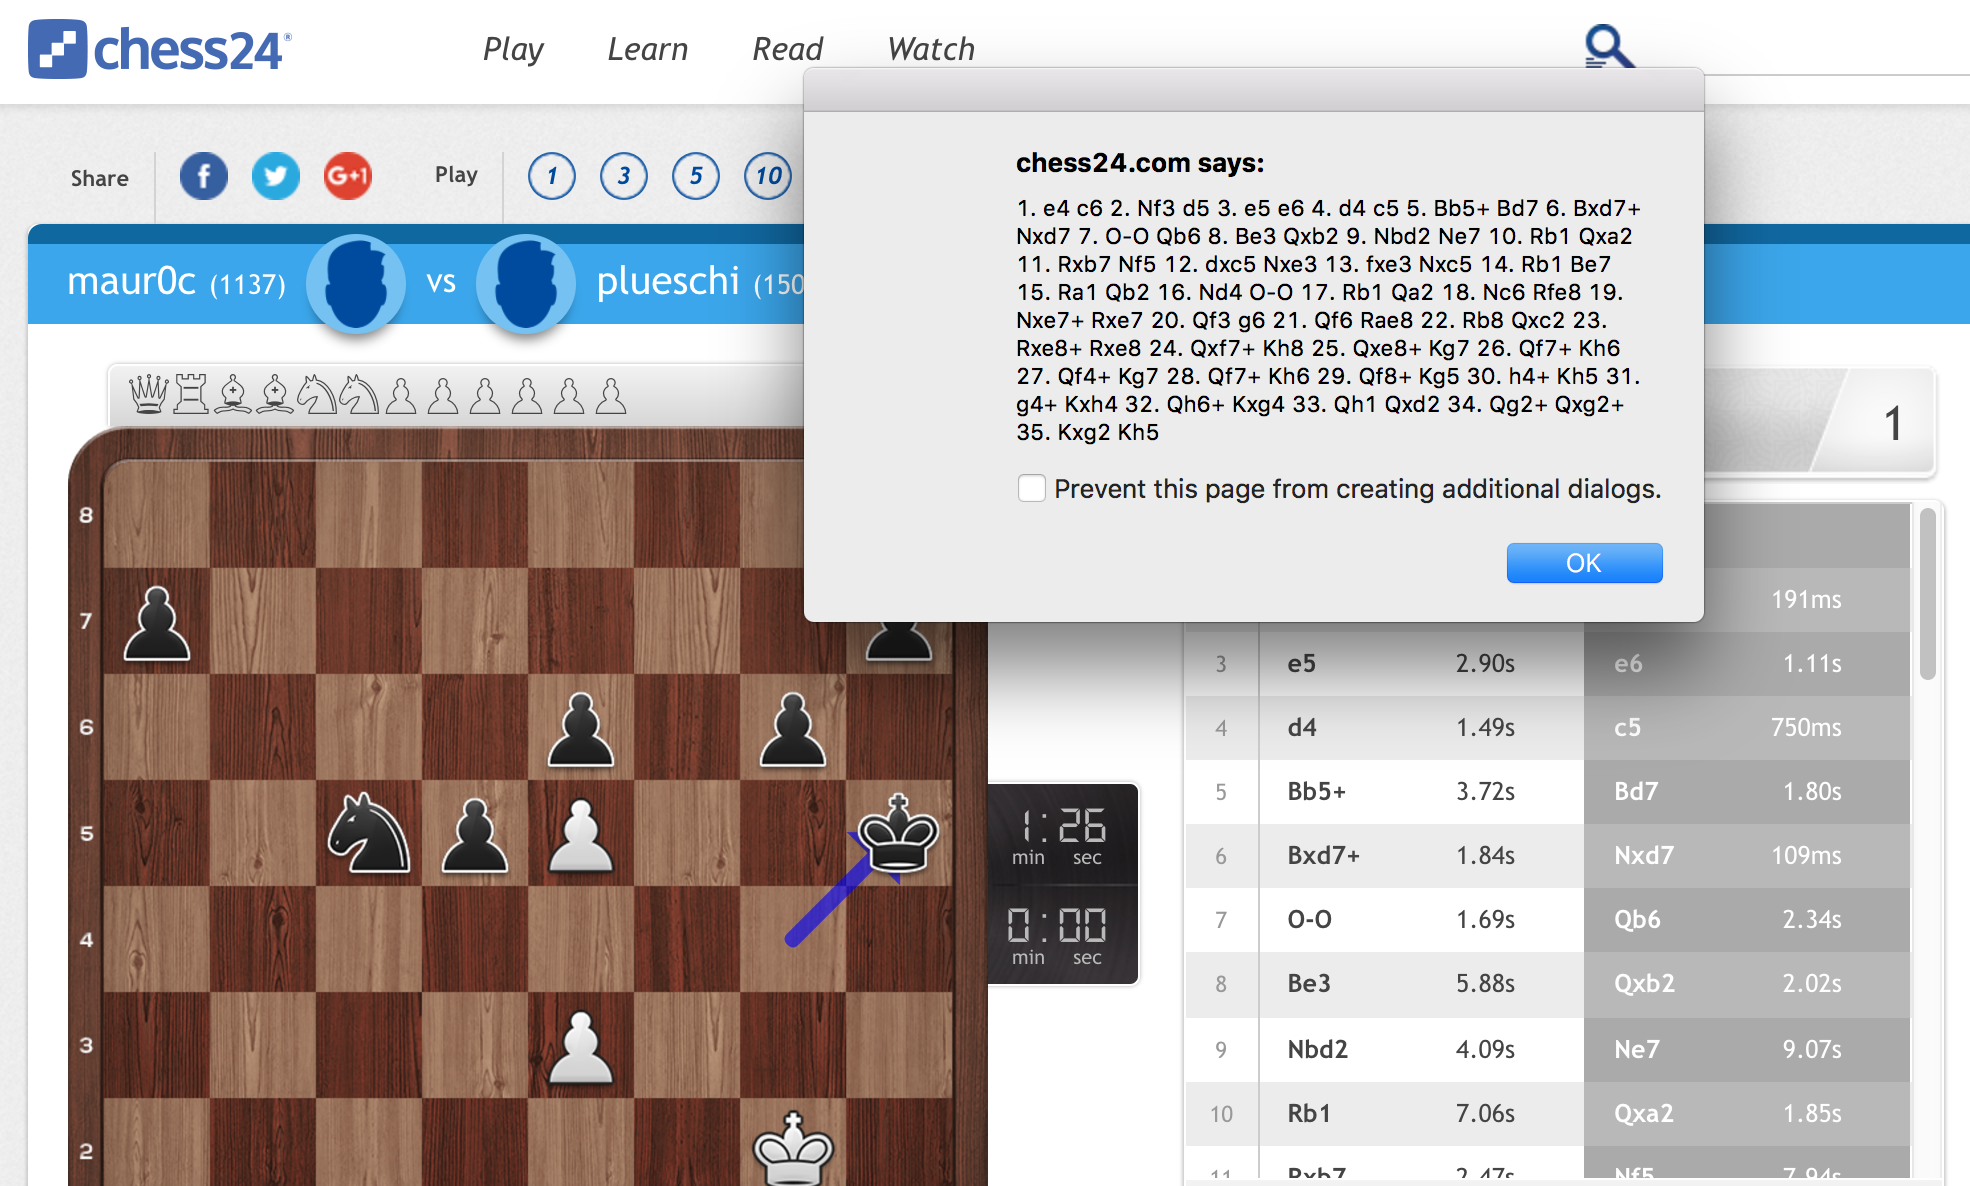 chess24®
Play Learn Read Watch
Share f G+1 Play 1 3 5 10
maur0c (1137) vs plueschi (150
chess24.com says:
1. e4 c6 2. Nf3 d5 3. e5 e6 4. d4 c5 5. Bb5+ Bd7 6. Bxd7+
Nxd7 7. O-O Qb6 8. Be3 Qxb2 9. Nbd2 Ne7 10. Rb1 Qxa2
11. Rxb7 Nf5 12. dxc5 Nxe3 13. fxe3 Nxc5 14. Rb1 Be7
15. Ra1 Qb2 16. Nd4 O-O 17. Rb1 Qa2 18. Nc6 Rfe8 19.
Nxe7+ Rxe7 20. Qf3 g6 21. Qf6 Rae8 22. Rb8 Qxc2 23.
Rxe8+ Rxe8 24. Qxf7+ Kh8 25. Qxe8+ Kg7 26. Qf7+ Kh6
27. Qf4+ Kg7 28. Qf7+ Kh6 29. Qf8+ Kg5 30. h4+ Kh5 31.
g4+ Kxh4 32. Qh6+ Kxg4 33. Qh1 Qxd2 34. Qg2+ Qxg2+
35. Kxg2 Kh5
Prevent this page from creating additional dialogs.
OK
1
8
7
6
5
4
3
2
1:26
min sec
0:00
min sec
191ms
3 e5 2.90s e6 1.11s
4 d4 1.49s c5 750ms
5 Bb5+ 3.72s Bd7 1.80s
6 Bxd7+ 1.84s Nxd7 109ms
7 O-O 1.69s Qb6 2.34s
8 Be3 5.88s Qxb2 2.02s
9 Nbd2 4.09s Ne7 9.07s
10 Rb1 7.06s Qxa2 1.85s
11 Rxb7 2.47s Nf5 7.94s